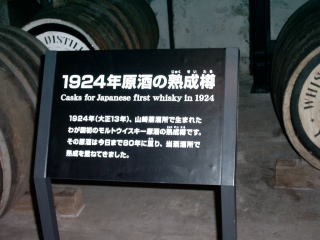 DISTILL
1924年原酒の熟成樽
Casks for Japanese first whisky in 1924
1924年(大正13年)、山崎蒸溜所で生まれた
わが国初のモルトウイスキー原酒の熟成樽です。
その原酒は今日まで80年に亘り、当蒸溜所で
熟成を重ねてきました。
WHIS